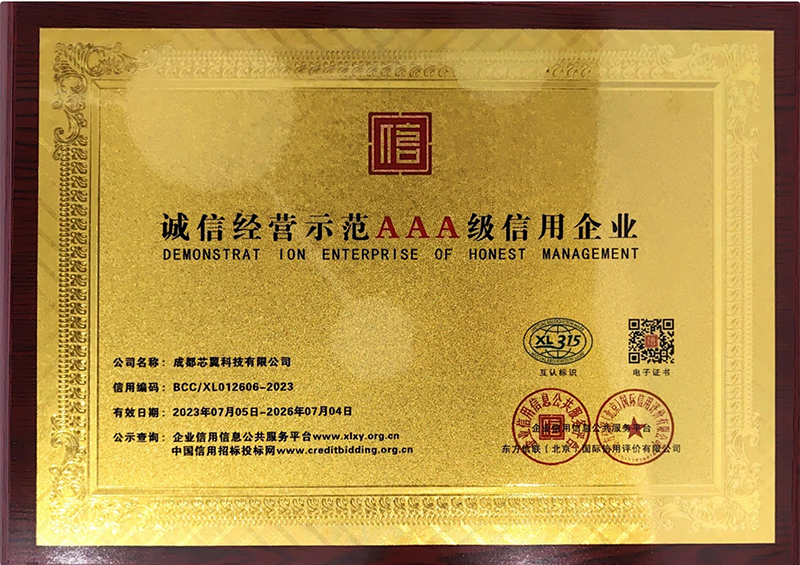 信
诚信经营示范AAA级信用企业
DEMONSTRAT ION ENTERPRISE OF HONEST MANAGEMENT
XL315
互认标识
电子证书
公司名称：成都芯翼科技有限公司
信用编码：BCC/XL012606-2023
有效日期：2023年07月05日-2026年07月04日
公示查询：企业信用信息公共服务平台www.xlxy.org.cn
中国信用招标投标网www.creditbidding.org.cn
企业信用信息公共服务平台
东方信联（北京）国际信用评价有限公司